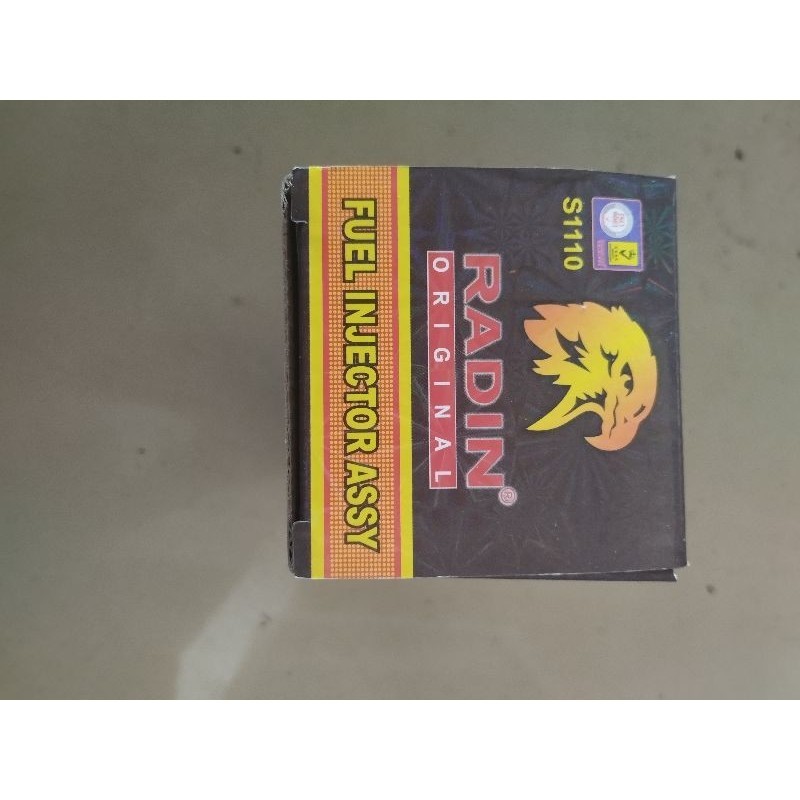 S1110
RADIN®
ORIGINAL
FUEL INJECTOR ASSY